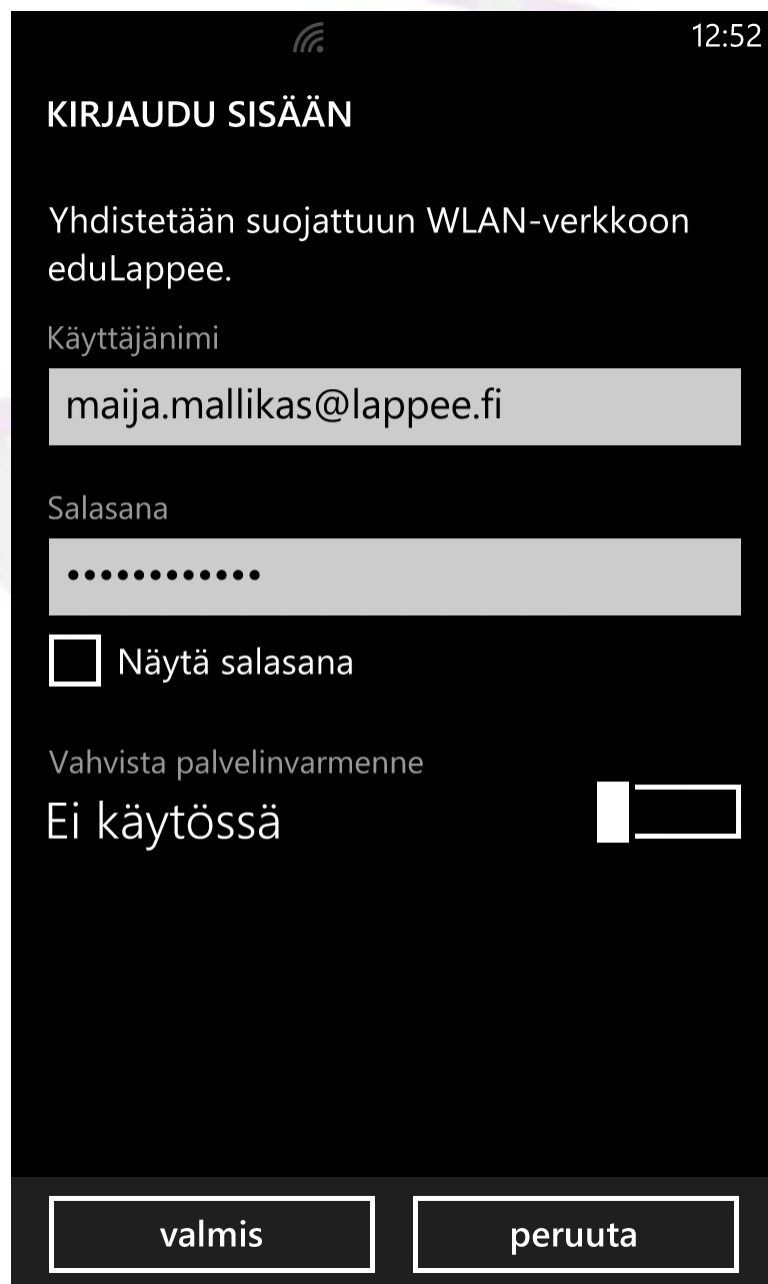 12:52
KIRJAUDU SISÄÄN
Yhdistetään suojattuun WLAN-verkkoon
eduLappee.
Käyttäjänimi
maija.mallikas@lappee.fi
Salasana
••••••••••••
Näytä salasana
Vahvista palvelinvarmenne
Ei käytössä
valmis
peruuta